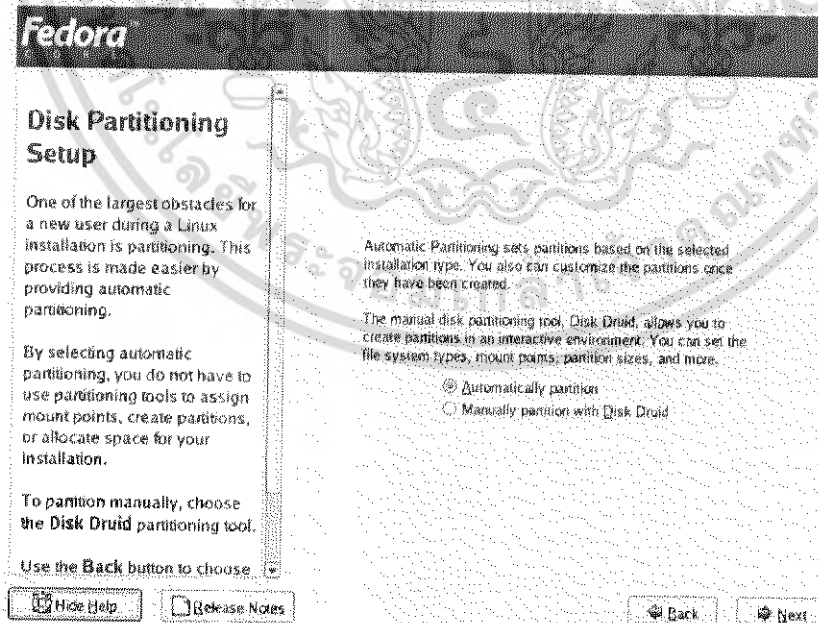 Fedora
Disk Partitioning
Setup
One of the largest obstacles for
a new user during a Linux
installation is partitioning. This
process is made easier by
providing automatic
partitioning.
By selecting automatic
partitioning, you do not have to
use partitioning tools to assign
mount points, create partitions,
or allocate space for your
installation.
To partition manually, choose
the Disk Druid partitioning tool.
Use the Back button to choose
Automatic Partitioning sets partitions based on the selected
installation type. You also can customize the partitions once
they have been created.
The manual disk partitioning tool, Disk Druid, allows you to
create partitions in an interactive environment. You can set the
file system types, mount points, partition sizes, and more.
Automatically partition
Manually partition with Disk Druid
Hide Help
Release Notes
Back
Next